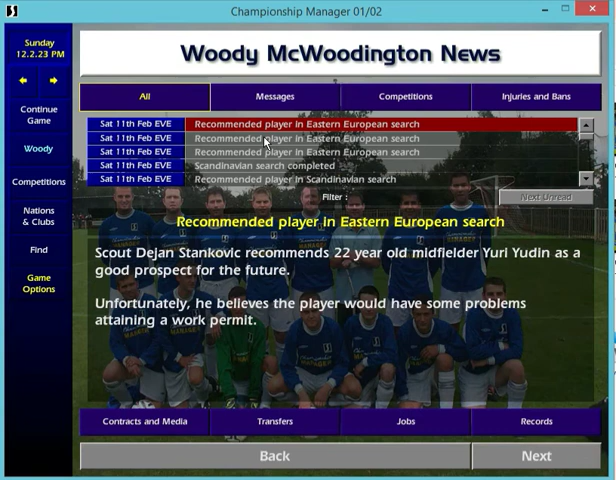 Championship Manager 01/02
Sunday
12.2.23 PM
Woody McWoodington News
Continue
Game
Woody
Competitions
Nations
& Clubs
Find
Game
Options
All
Messages
Competitions
Injuries and Bans
Sat 11th Feb EVE Recommended player in Eastern European search
Sat 11th Feb EVE Recommended player in Eastern European search
Sat 11th Feb EVE Recommended player in Eastern European search
Sat 11th Feb EVE Scandinavian search completed
Sat 11th Feb EVE Recommended player in Scandinavian search
Filter :
Next Unread
Recommended player in Eastern European search
Scout Dejan Stankovic recommends 22 year old midfielder Yuri Yudin as a
good prospect for the future.
Unfortunately, he believes the player would have some problems
attaining a work permit.
Contracts and Media
Transfers
Jobs
Records
Back
Next